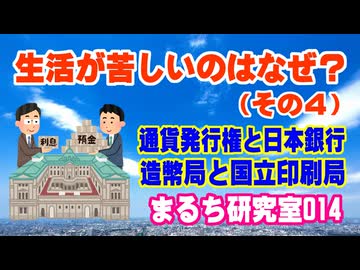 生活が苦しいのはなぜ？
（その４）
利息
預金
通貨発行権と日本銀行
造幣局と国立印刷局
まるち研究室014